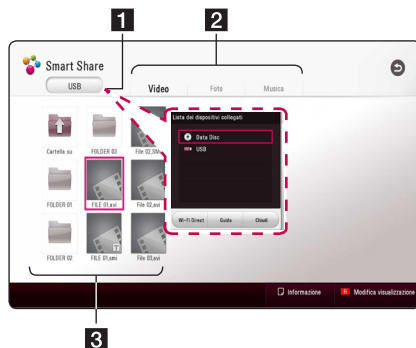 1
2
Smart Share
USB
Video
Foto
Musica
Lista dei dispositivi collegati
Data Disc
USB
Wi-Fi Direct
Guida
Chiudi
Cartella su
FOLDER 03
File 02,SM
FOLDER 01
FILE 01,avi
File 02,avi
FOLDER 02
T
FILE 01,smi
File 03,avi
Informazione
R
Modifica visualizzazione
3